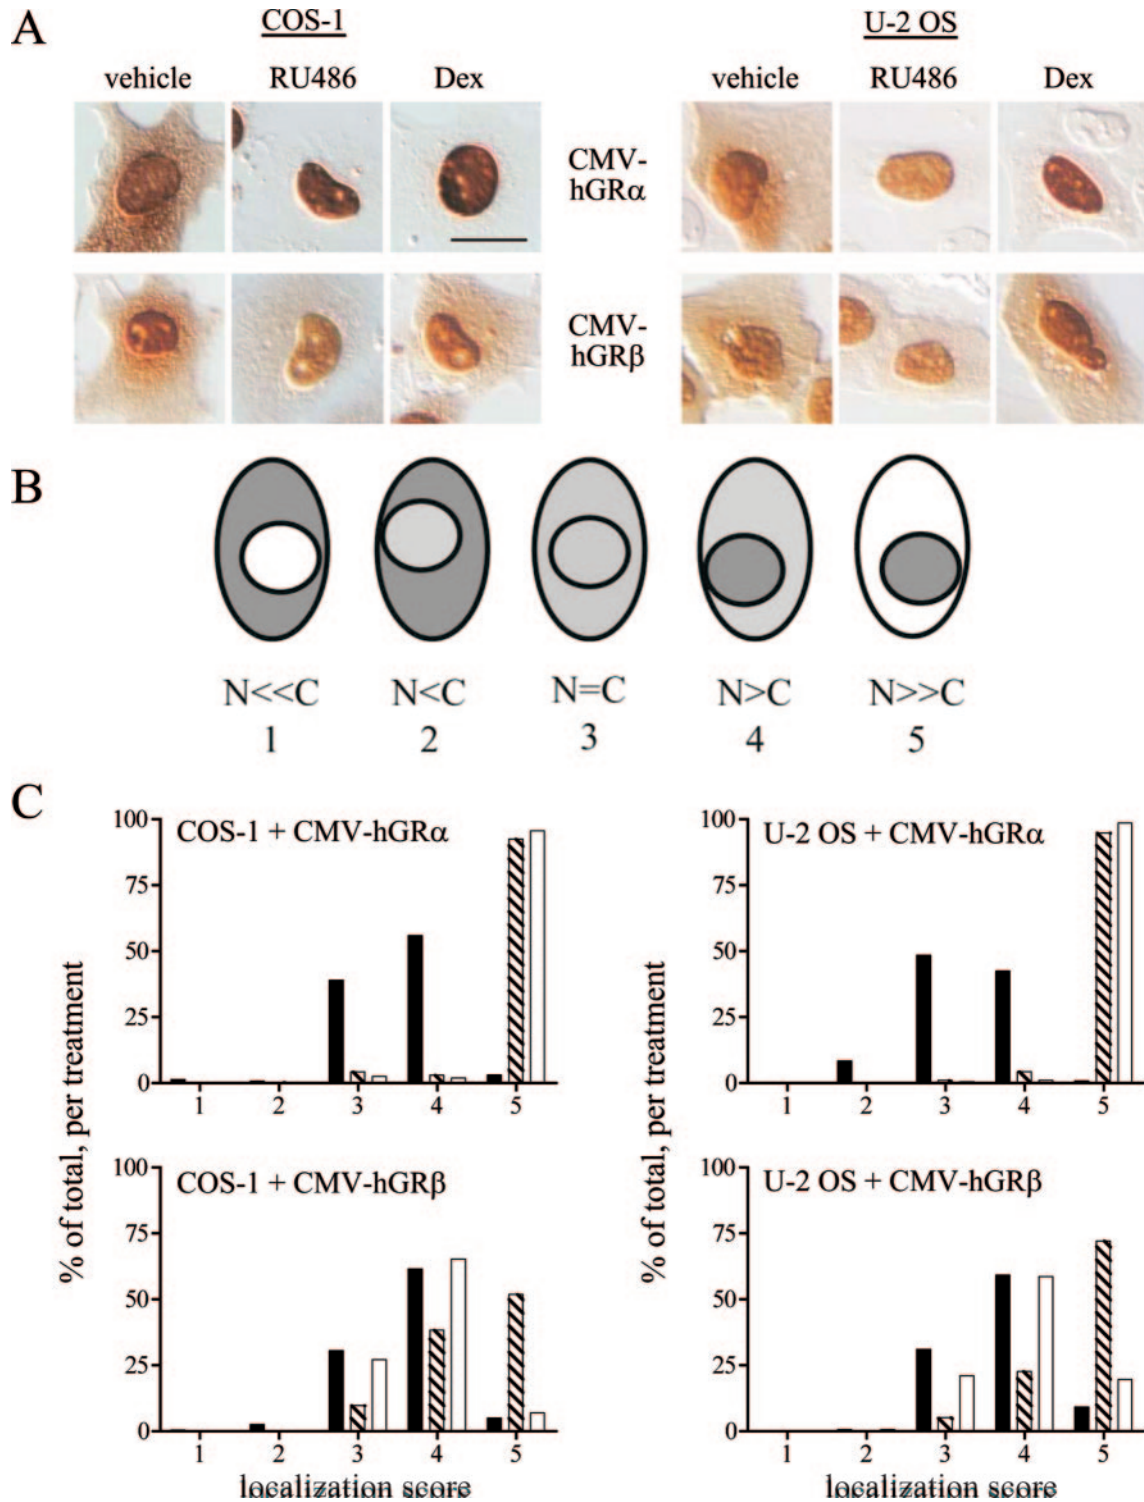 A
COS-1
U-2 OS
vehicle RU486 Dex
vehicle RU486 Dex
CMV-
hGRα
CMV-
hGRβ
B
N<<C N<C N=C N>C N>>C
1 2 3 4 5
C
% of total, per treatment
COS-1 + CMV-hGRα
100
75
50
25
0
1 2 3 4 5
% of total, per treatment
U-2 OS + CMV-hGRα
100
75
50
25
0
1 2 3 4 5
COS-1 + CMV-hGRβ
100
75
50
25
0
1 2 3 4 5
localization score
U-2 OS + CMV-hGRβ
100
75
50
25
0
1 2 3 4 5
localization score